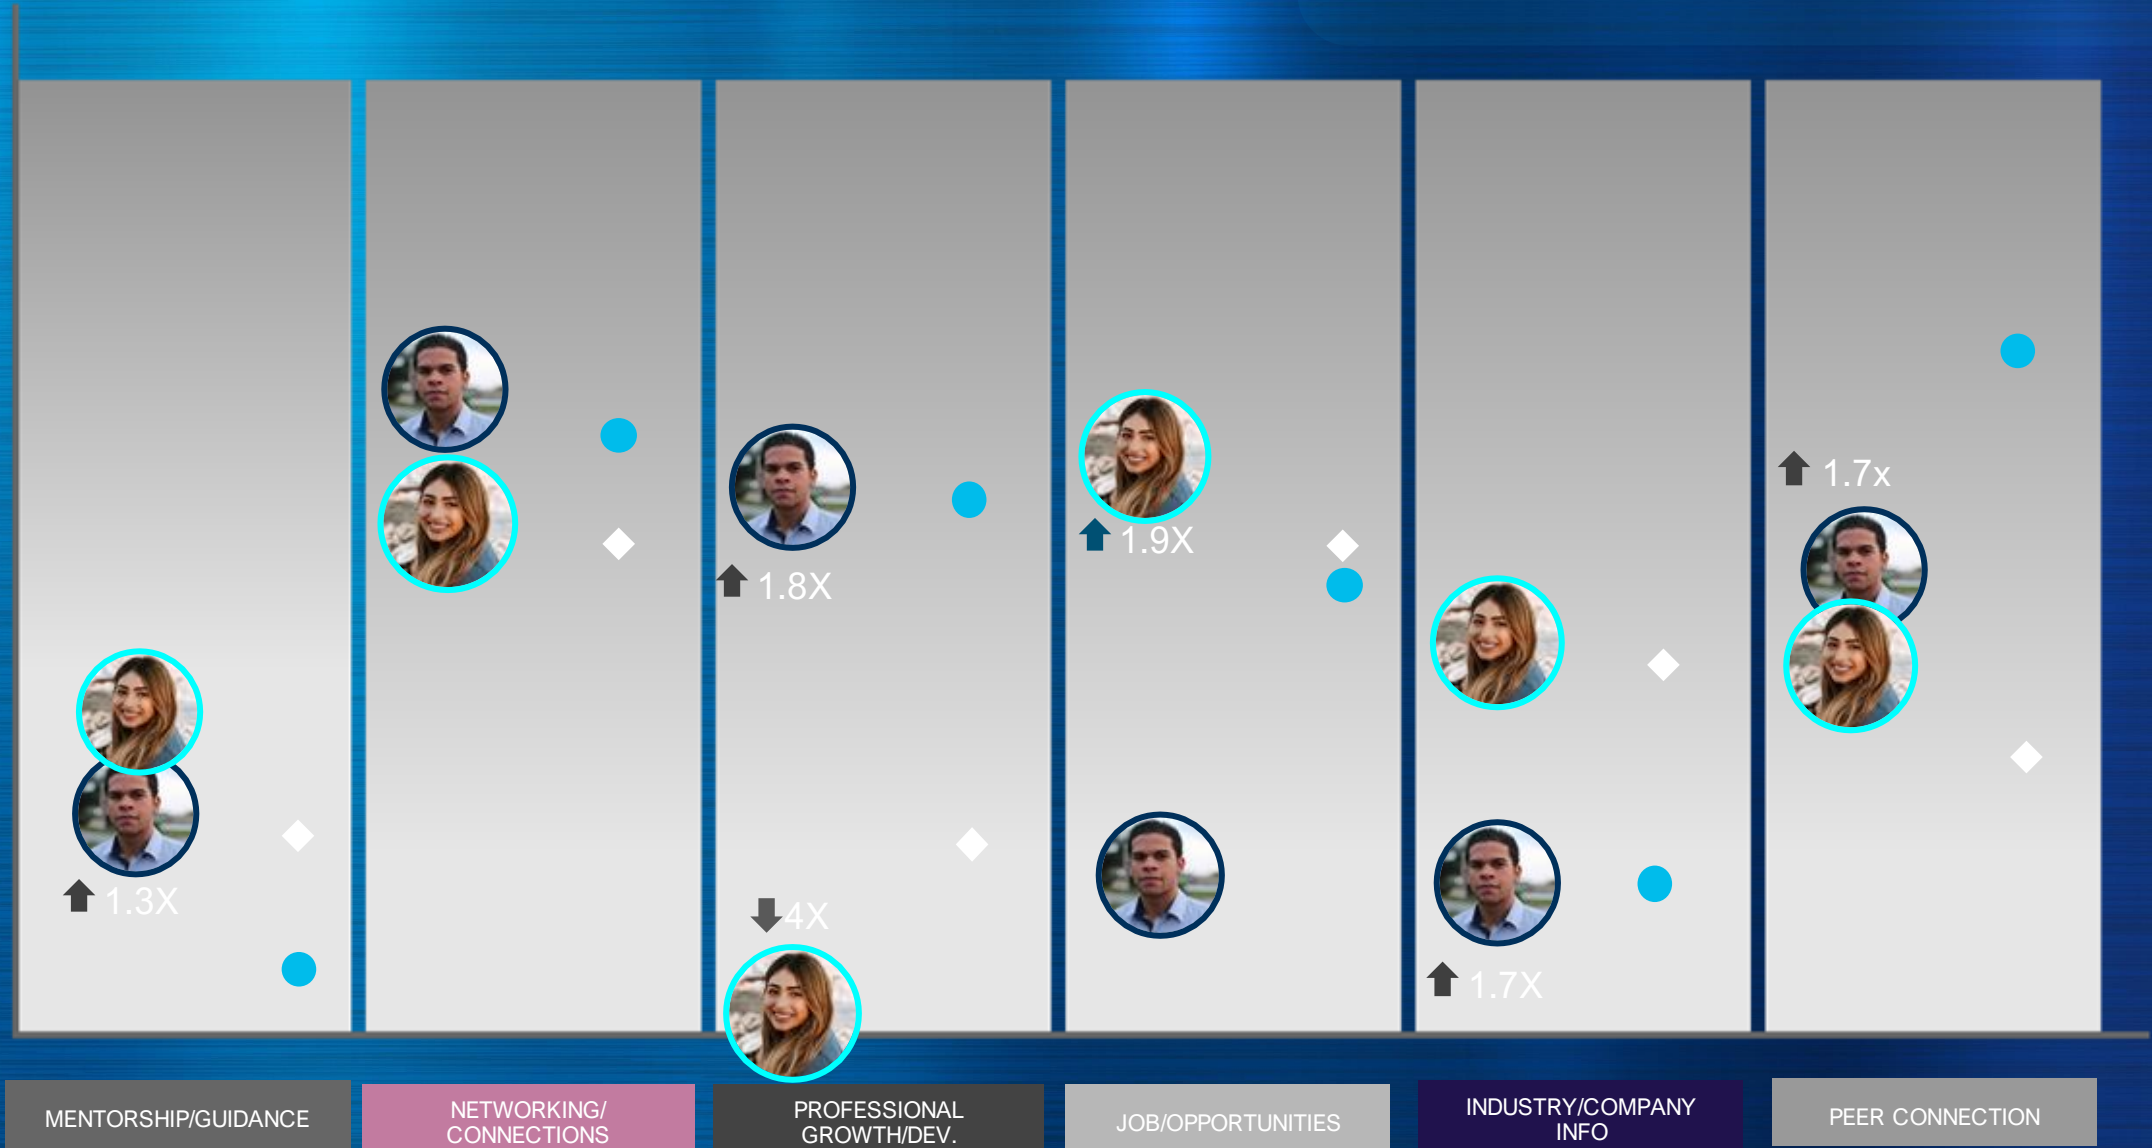 1.7x
1.9X
1.8X
1.3X
4X
1.7X
MENTORSHIP/GUIDANCE
NETWORKING/
CONNECTIONS
PROFESSIONAL
GROWTH/DEV.
JOB/OPPORTUNITIES
INDUSTRY/COMPANY
INFO
PEER CONNECTION